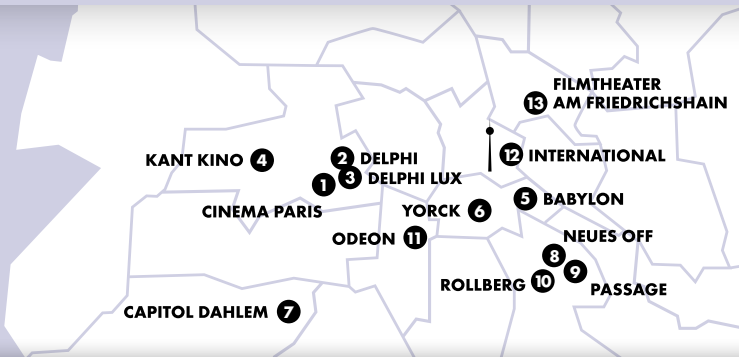 FILMTHEATER
13 AM FRIEDRICHSHAIN
KANT KINO 4
2 DELPHI
12 INTERNATIONAL
1
3 DELPHI LUX
CINEMA PARIS
YORCK 6
5 BABYLON
ODEON 11
NEUES OFF
8
9
ROLLBERG 10
PASSAGE
CAPITOL DAHLEM 7